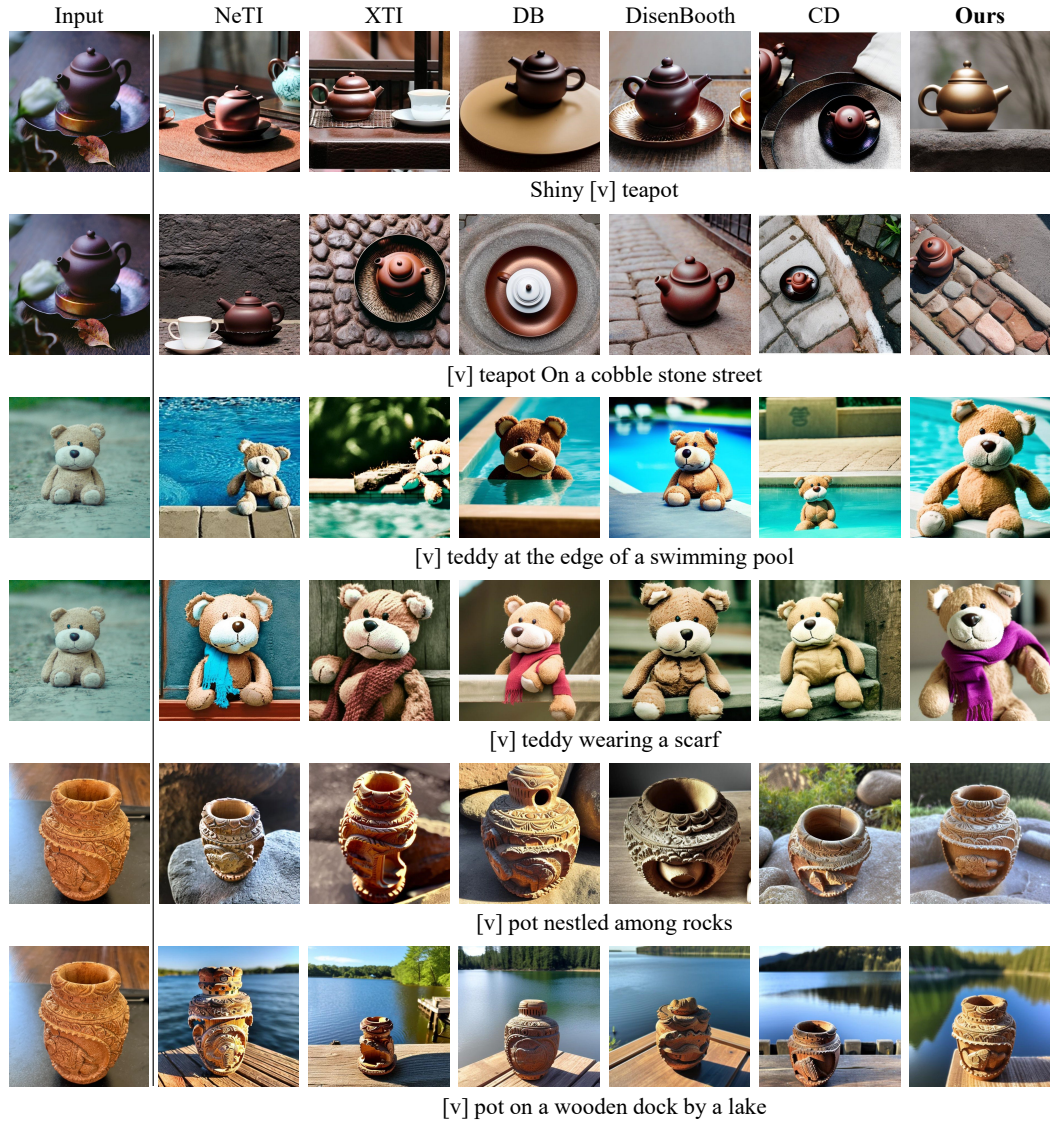 Input NeTI XTI DB DisenBooth CD Ours
Shiny [v] teapot
[v] teapot On a cobble stone street
[v] teddy at the edge of a swimming pool
[v] teddy wearing a scarf
[v] pot nestled among rocks
[v] pot on a wooden dock by a lake